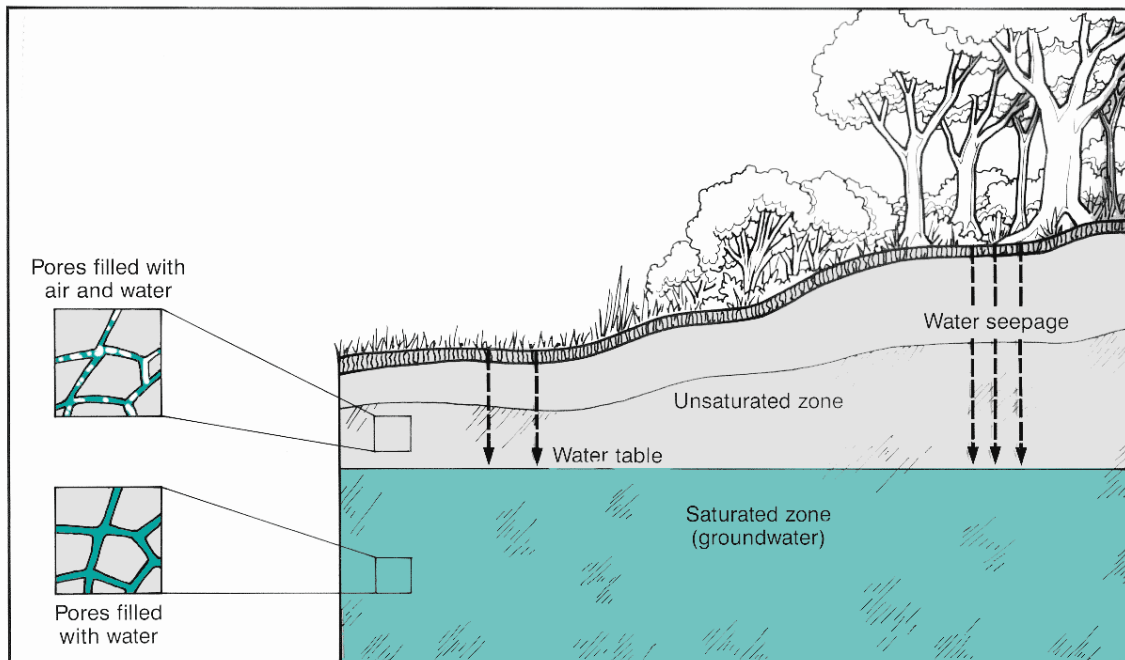 Pores filled with
air and water
Water seepage
Unsaturated zone
Water table
Saturated zone
(groundwater)
Pores filled
with water